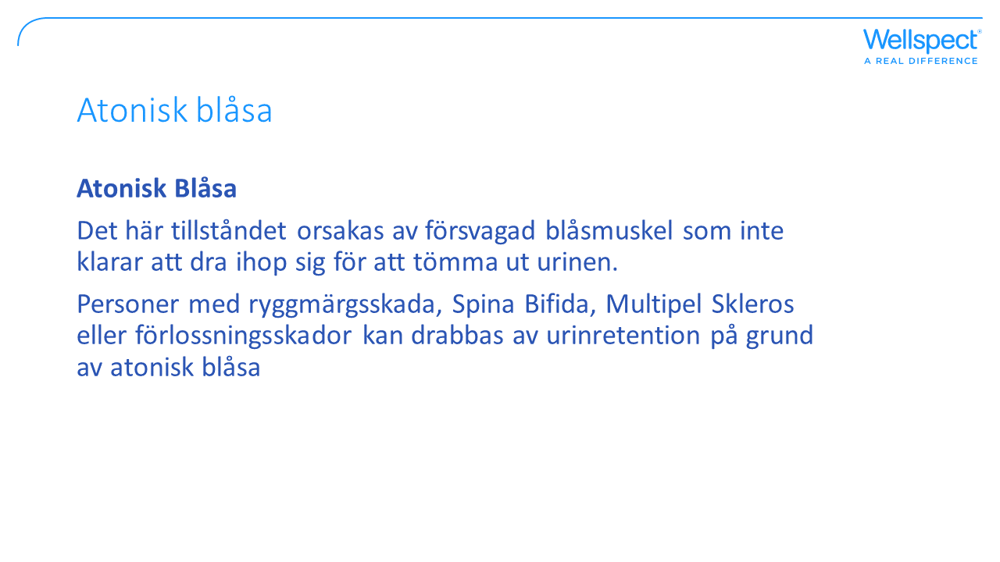 Wellspect®
A REAL DIFFERENCE
Atonisk blåsa
Atonisk Blåsa
Det här tillståndet orsakas av försvagad blåsmuskel som inte
klarar att dra ihop sig för att tömma ut urinen.
Personer med ryggmärgsskada, Spina Bifida, Multipel Skleros
eller förlossningsskador kan drabbas av urinretention på grund
av atonisk blåsa